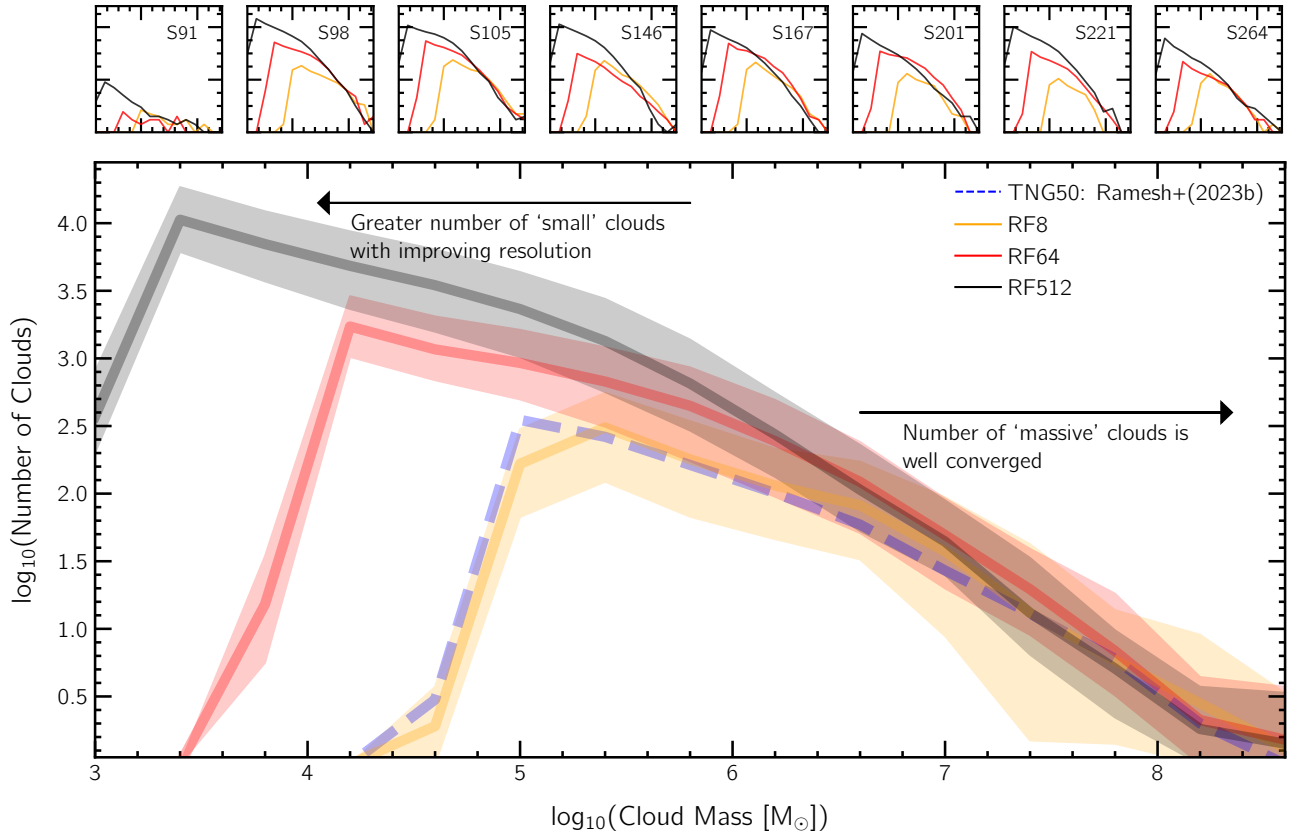 S91
S98
S105
S146
S167
S201
S221
S264
TNG50: Ramesh+(2023b)
RF8
RF64
RF512
Greater number of ‘small’ clouds
with improving resolution
Number of ‘massive’ clouds is
well converged
log₁₀(Number of Clouds)
4.0
3.5
3.0
2.5
2.0
1.5
1.0
0.5
3 4 5 6 7 8
log₁₀(Cloud Mass [M☉])